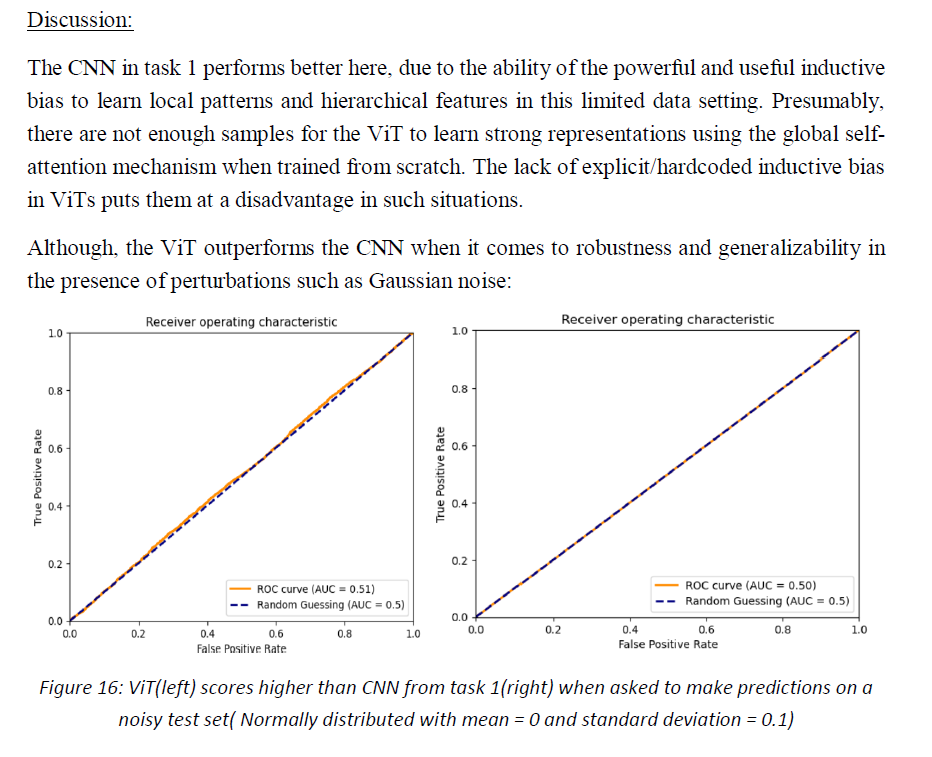 Discussion:
The CNN in task 1 performs better here, due to the ability of the powerful and useful inductive
bias to learn local patterns and hierarchical features in this limited data setting. Presumably,
there are not enough samples for the ViT to learn strong representations using the global self-
attention mechanism when trained from scratch. The lack of explicit/hardcoded inductive bias
in ViTs puts them at a disadvantage in such situations.
Although, the ViT outperforms the CNN when it comes to robustness and generalizability in
the presence of perturbations such as Gaussian noise:
Receiver operating characteristic
True Positive Rate
1.0
0.8
0.6
0.4
0.2
0.0
ROC curve (AUC = 0.51)
Random Guessing (AUC = 0.5)
0.0 0.2 0.4 0.6 0.8 1.0
False Positive Rate
Receiver operating characteristic
True Positive Rate
1.0
0.8
0.6
0.4
0.2
0.0
ROC curve (AUC = 0.50)
Random Guessing (AUC = 0.5)
0.0 0.2 0.4 0.6 0.8 1.0
False Positive Rate
Figure 16: ViT(left) scores higher than CNN from task 1(right) when asked to make predictions on a
noisy test set( Normally distributed with mean = 0 and standard deviation = 0.1)